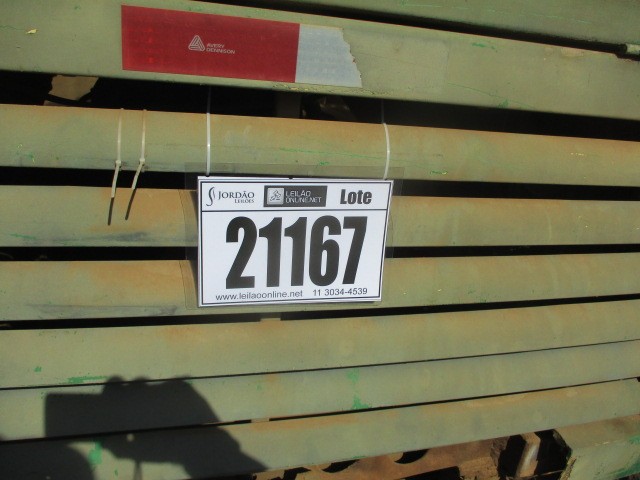 AVERY
DENNISON
JORDÃO LEILÕES LEILÃO ONLINE.NET Lote
21167
www.leilaoonline.net 11 3034-4539